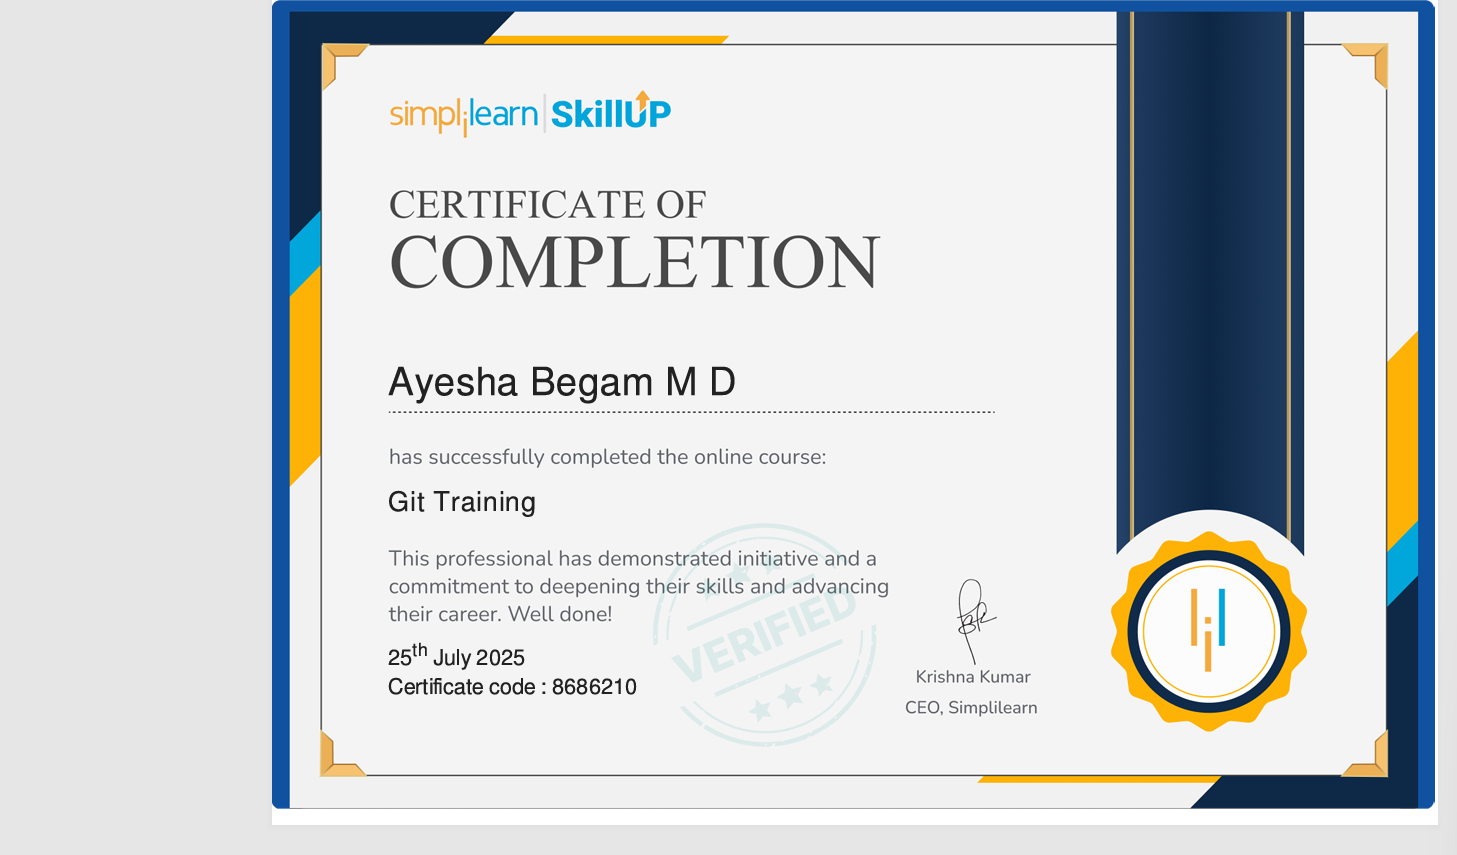 simplilearn | SkillUP
CERTIFICATE OF
COMPLETION
Ayesha Begam M D
has successfully completed the online course:
Git Training
This professional has demonstrated initiative and a
commitment to deepening their skills and advancing
their career. Well done!
VERIFIED
25th July 2025
Certificate code : 8686210
Krishna Kumar
CEO, Simplilearn